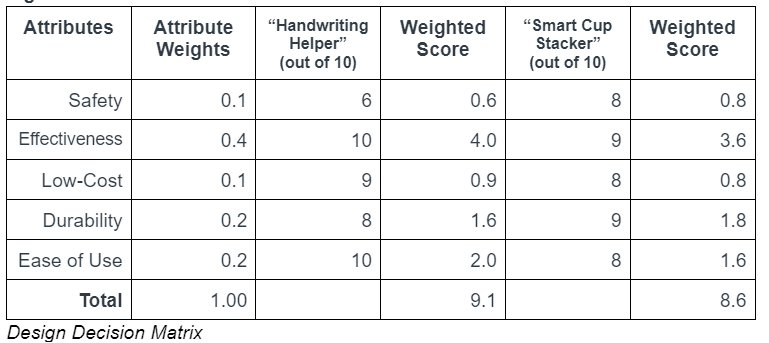 Attributes Attribute Weights "Handwriting Helper" (out of 10) Weighted Score "Smart Cup Stacker" (out of 10) Weighted Score
Safety 0.1 6 0.6 8 0.8
Effectiveness 0.4 10 4.0 9 3.6
Low-Cost 0.1 9 0.9 8 0.8
Durability 0.2 8 1.6 9 1.8
Ease of Use 0.2 10 2.0 8 1.6
Total 1.00 9.1 8.6
Design Decision Matrix